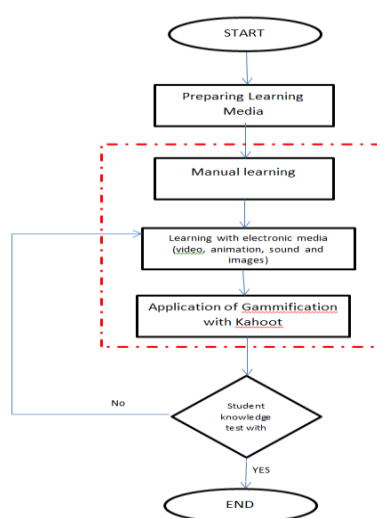 START
Preparing Learning
Media
Manual learning
Learning with electronic media
(video, animation, sound and
images)
Application of Gammification
with Kahoot
Student
knowledge
test with
No
YES
END